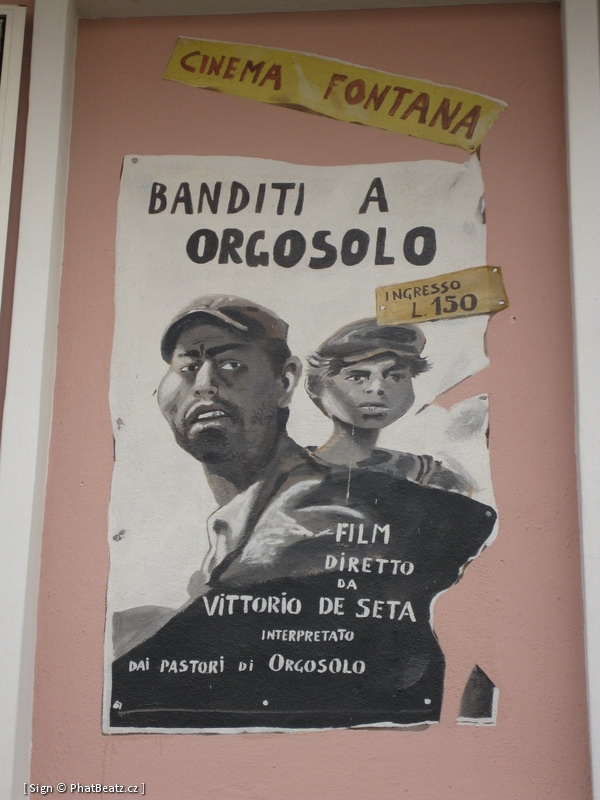 CINEMA FONTANA
BANDITI A
ORGOSOLO
INGRESSO
L. 150
FILM
DIRETTO
DA
VITTORIO DE SETA
INTERPRETATO
DAI PASTORI DI ORGOSOLO
[ Sign © PhatBeatz.cz ]